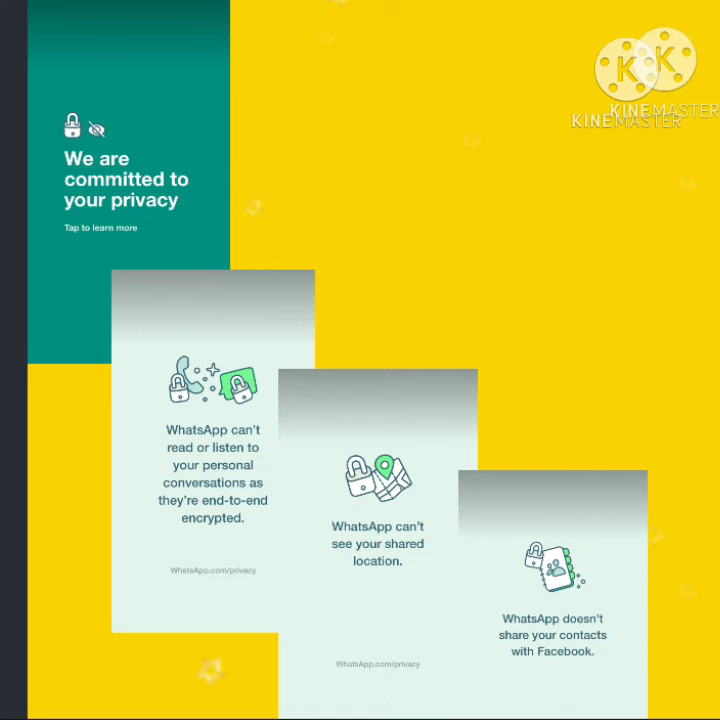 K K
KINEMASTER
KINEMASTER
We are
committed to
your privacy
Tap to learn more
WhatsApp can't
read or listen to
your personal
conversations as
they're end-to-end
encrypted.
WhatsApp.com/privacy
WhatsApp can't
see your shared
location.
WhatsApp.com/privacy
WhatsApp doesn't
share your contacts
with Facebook.